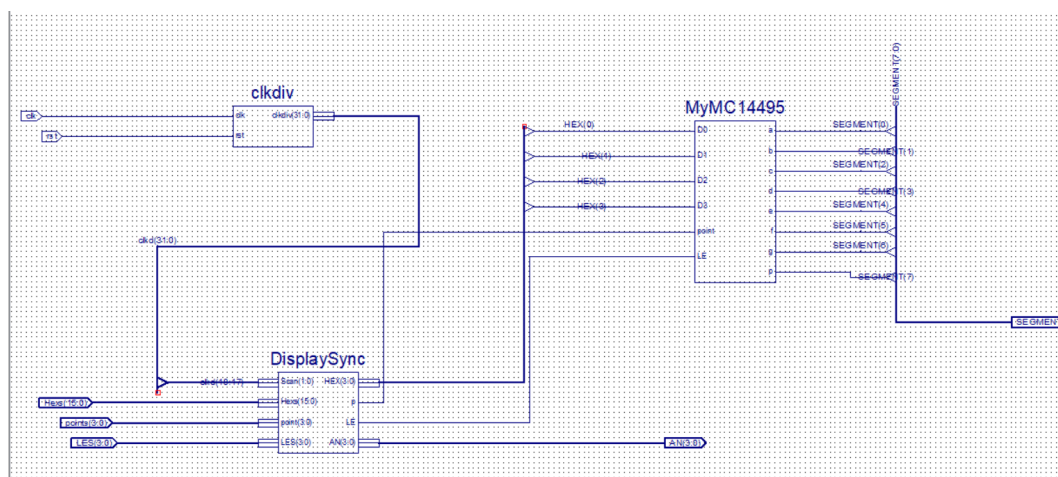 SEGMENT(7:0)
clkdiv
clk
clk
clkdiv(31:0)
rst
rst
MyMC14495
HEX(0)
D0
a
SEGMENT(0)
HEX(1)
D1
b
SEGMENT(1)
HEX(2)
D2
c
SEGMENT(2)
HEX(3)
D3
d
SEGMENT(3)
e
SEGMENT(4)
point
f
SEGMENT(5)
LE
g
SEGMENT(6)
p
SEGMENT(7)
clkd(31:0)
SEGMENT
DisplaySync
Scan(1:0)
HEX(3:0)
Hexs(15:0)
Hexs(15:0)
p
points(3:0)
point(3:0)
LE
LES(3:0)
LES(3:0)
AN(3:0)
AN(3:0)